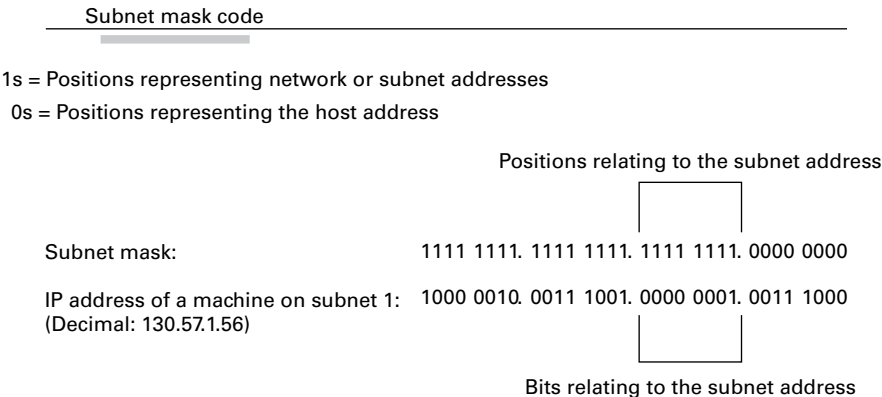 Subnet mask code
1s = Positions representing network or subnet addresses
0s = Positions representing the host address
Positions relating to the subnet address
Subnet mask: 1111 1111. 1111 1111. 1111 1111. 0000 0000
IP address of a machine on subnet 1: 1000 0010. 0011 1001. 0000 0001. 0011 1000
(Decimal: 130.57.1.56)
Bits relating to the subnet address